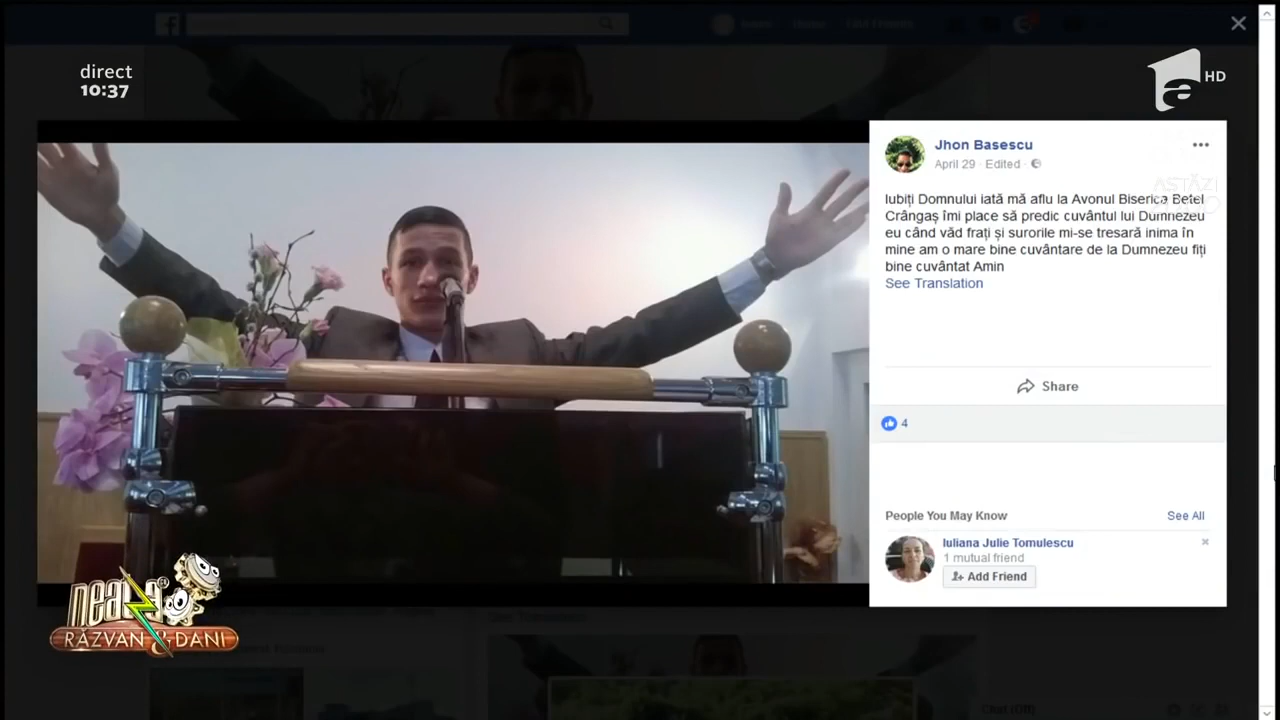 direct
10:37
HD
Jhon Basescu
April 29 · Edited ·
Iubiți Domnului iată mă aflu la Avonul Biserica Betel
Crângaș îmi place să predic cuvântul lui Dumnezeu
eu când văd frați și surorile mi-se tresară inima în
mine am o mare bine cuvântare de la Dumnezeu fiți
bine cuvântat Amin
See Translation
Share
4
People You May Know
See All
Iuliana Julie Tomulescu
1 mutual friend
Add Friend
neatza
RĂZVAN & DANI
Chat (Off)